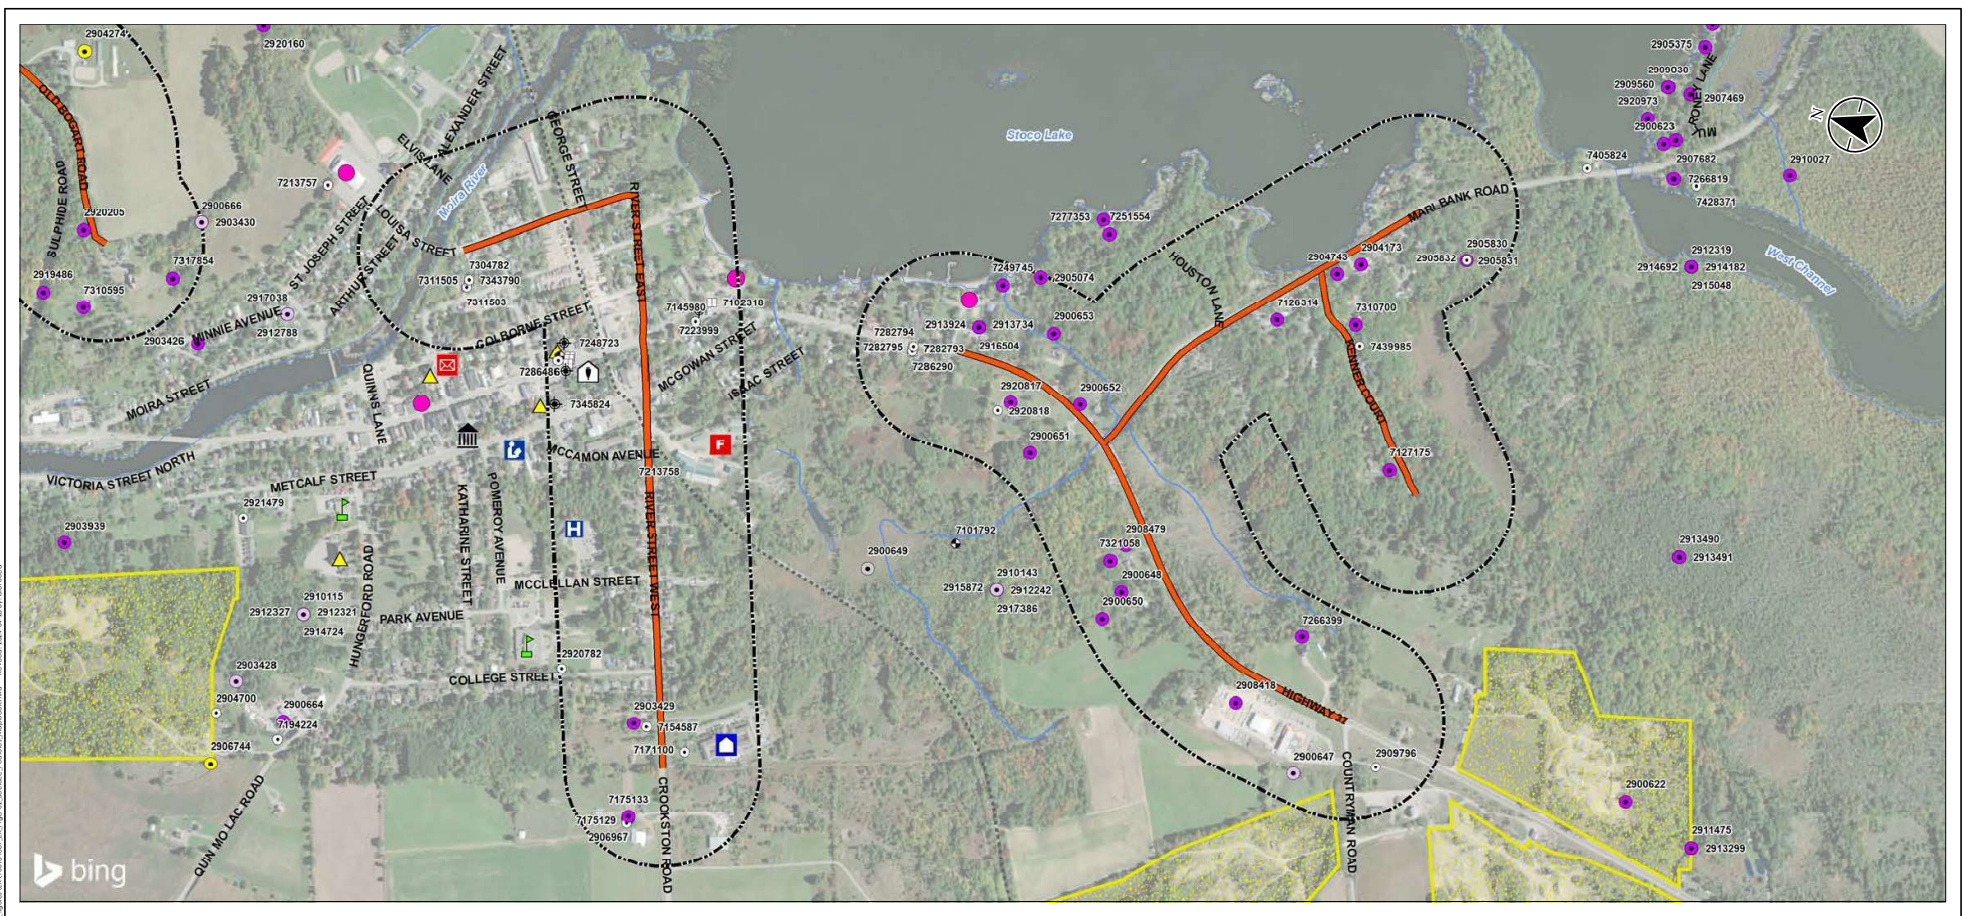 2904274
2920160
2905375
2909030
2909560
2907469
2920973
2900623
RONEY LANE
OLD BOGART ROAD
ALEXANDER STREET
GEORGE STREET
ELVIS LANE
Stoco Lake
N
SULPHIDE ROAD
7213757
Moira River
7405824
2907682
2910027
7266819
7428371
2920205
2900666
2903430
ST. JOSEPH STREET
LOUISA STREET
RIVER STREET EAST
7277353
7251554
MARLBANK ROAD
2919486
7317854
7310595
ARTHUR STREET
7304782
7311505
7343790
7311503
HOUSTON LANE
2904743
2904173
2905830
2905832
2905831
2912319
2914692
2914182
2915048
West Channel
2917038
MINNIE AVENUE
2912788
2903426
COLBORNE STREET
7145980
7102318
7223999
7249745
2905074
7126314
7310700
7248723
7286486
7345824
MCGOWAN STREET
ISAAC STREET
7282794
7282795
7282793
7286290
2913924
2913734
2916504
2900653
7439985
KENNER COURT
MOIRA STREET
QUINNS LANE
2920817
2920818
2900652
F
MCCAMON AVENUE
2900651
7127175
VICTORIA STREET NORTH
METCALF STREET
7213758
2921479
KATHARINE STREET
POMEROY AVENUE
RIVER STREET WEST
H
2903939
7101792
2908479
7321058
2900649
2900648
2900650
2913490
2913491
HUNGERFORD ROAD
MCCLELLAN STREET
2910143
2915872
2912242
2917386
2910115
2912327
2912321
2914724
PARK AVENUE
7266399
2920782
2903428
COLLEGE STREET
2904700
2900664
7194224
2906744
2903429
7154587
7171100
2908418
HIGHWAY 37
2900647
2909796
COUNTRYMAN ROAD
2900622
7175133
7175129
2906967
CROOKSTON ROAD
QUIN MO LAC ROAD
2911475
2913299
bing